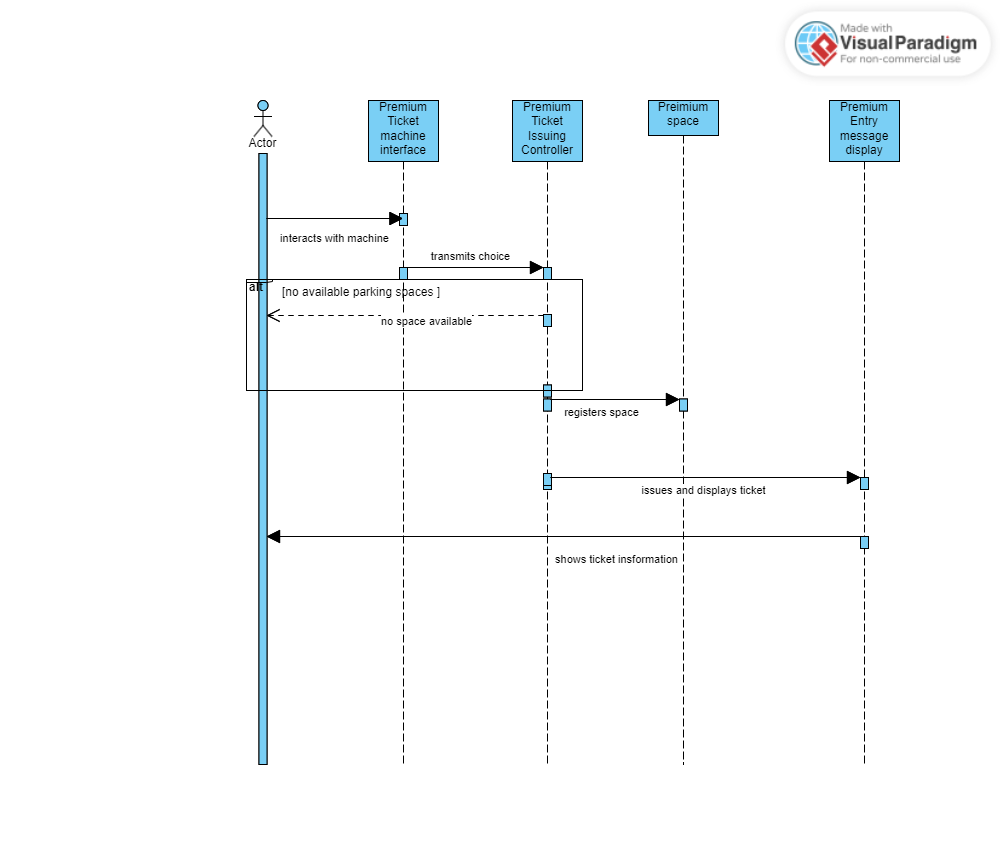 Made with
Visual Paradigm
For non-commercial use
Actor
Premium
Ticket
machine
interface
Premium
Ticket
Issuing
Controller
Preimium
space
Premium
Entry
message
display
interacts with machine
transmits choice
alt
[no available parking spaces ]
no space available
registers space
issues and displays ticket
shows ticket insformation